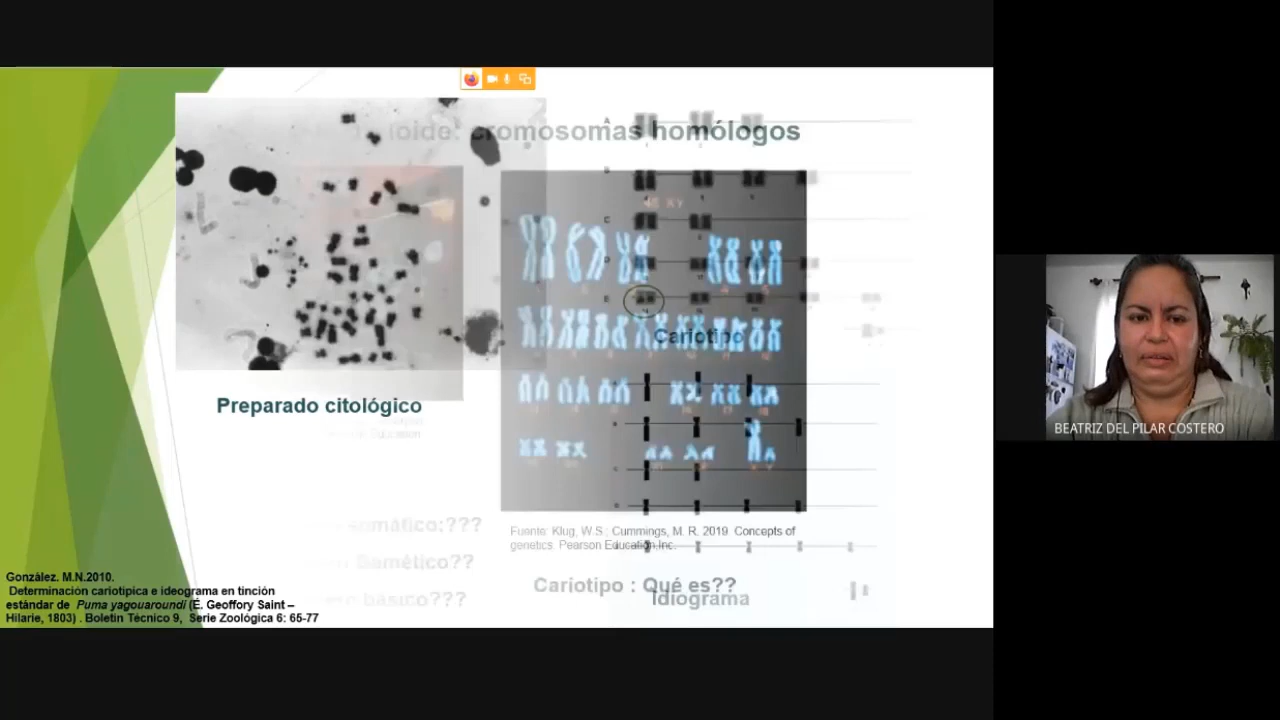 cromosomas homólogos
46 XY
Cariotipo
Preparado citológico
somático:???
Gamético??
básico???
Fuente: Klug, W.S.; Cummings, M. R. 2019 Concepts of
genetics. Pearson Education,Inc.
Cariotipo : Qué es??
Idiograma
González. M.N.2010.
Determinación cariotípica e ideograma en tinción
estándar de Puma yagouaroundi (É. Geoffory Saint –
Hilarie, 1803) . Boletín Técnico 9, Serie Zoológica 6: 65-77
BEATRIZ DEL PILAR COSTERO